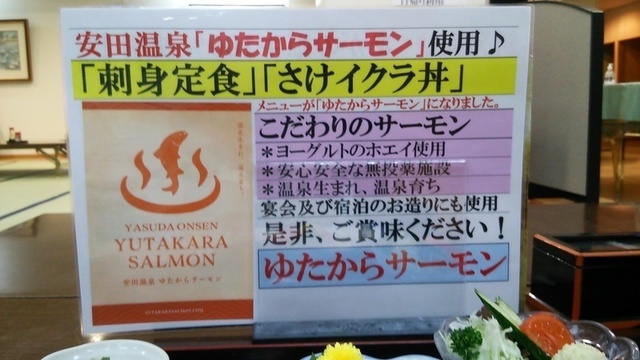 安田温泉「ゆたからサーモン」使用♪
「刺身定食」「さけイクラ丼」
メニューが「ゆたからサーモン」になりました。
こだわりのサーモン
＊ヨーグルトのホエイ使用
＊安心安全な無投薬施設
＊温泉生まれ、温泉育ち
宴会及び宿泊のお造りにも使用
是非、ご賞味ください！
ゆたからサーモン
YASUDA ONSEN
YUTAKARA
SALMON
安田温泉 ゆたからサーモン